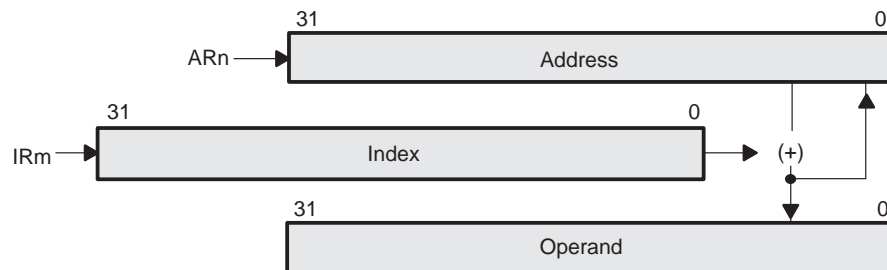 31 0
ARn Address
31 0
IRm Index (+)
31 0
Operand